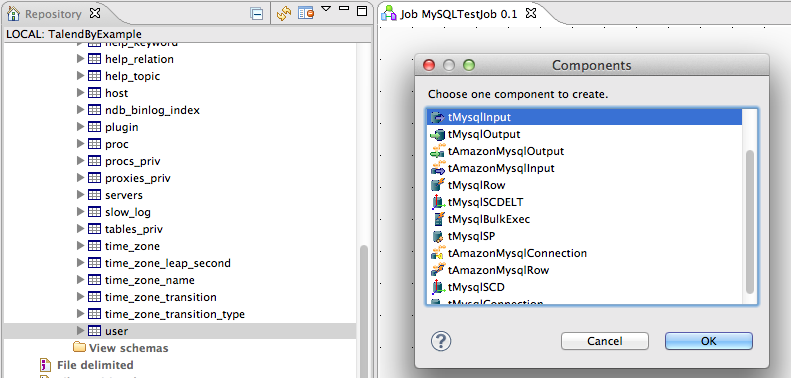 Repository
LOCAL: TalendByExample
help_keyword
help_relation
help_topic
host
ndb_binlog_index
plugin
proc
procs_priv
proxies_priv
servers
slow_log
tables_priv
time_zone
time_zone_leap_second
time_zone_name
time_zone_transition
time_zone_transition_type
user
View schemas
File delimited
Job MySQLTestJob 0.1
Components
Choose one component to create.
tMysqlInput
tMysqlOutput
tAmazonMysqlOutput
tAmazonMysqlInput
tMysqlRow
tMysqlSCDELT
tMysqlBulkExec
tMysqlSP
tAmazonMysqlConnection
tAmazonMysqlRow
tMysqlSCD
tMysqlConnection
?
Cancel
OK